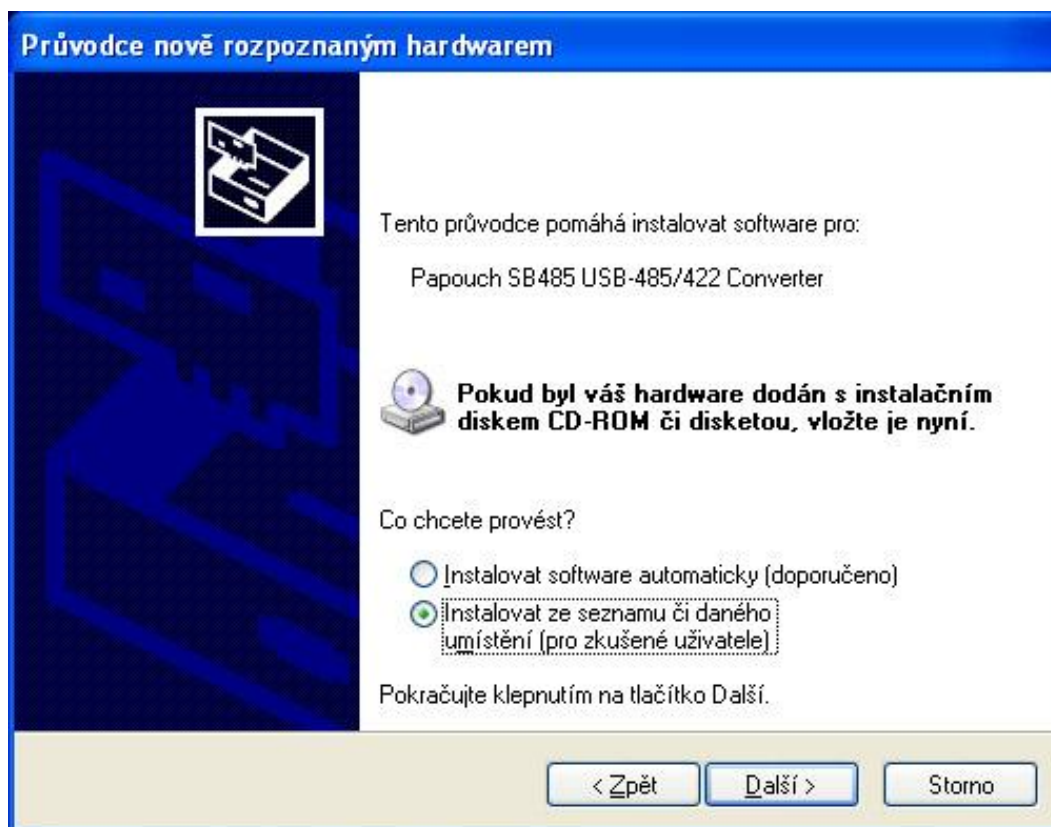 Průvodce nově rozpoznaným hardwarem
Tento průvodce pomáhá instalovat software pro:
Papouch SB485 USB-485/422 Converter
Pokud byl váš hardware dodán s instalačním
diskem CD-ROM či disketou, vložte je nyní.
Co chcete provést?
Instalovat software automaticky (doporučeno)
Instalovat ze seznamu či daného
umístění (pro zkušené uživatele)
Pokračujte klepnutím na tlačítko Další.
< Zpět
Další >
Storno